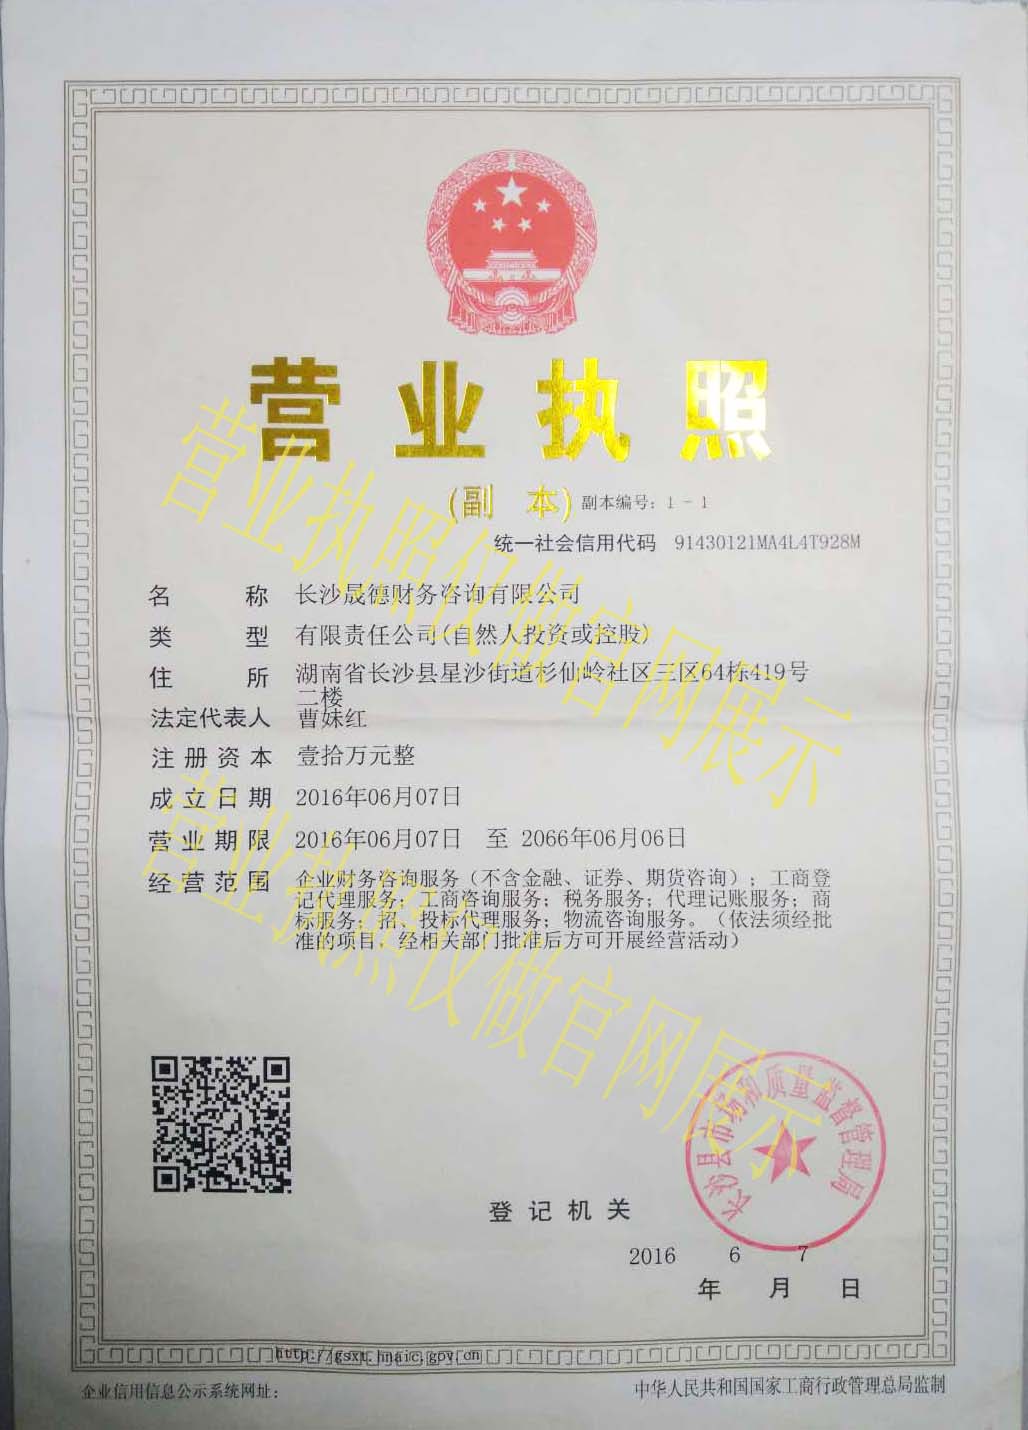 营业执照
(副 本) 副本编号：1－1
统一社会信用代码 91430121MA4L4T928M
名称 长沙晟德财务咨询有限公司
类型 有限责任公司(自然人投资或控股)
住所 湖南省长沙县星沙街道杉仙岭社区三区64栋419号
二楼
法定代表人 曹姝红
注册资本 壹拾万元整
成立日期 2016年06月07日
营业期限 2016年06月07日 至 2066年06月06日
经营范围 企业财务咨询服务（不含金融、证券、期货咨询）；工商登
记代理服务；工商咨询服务；税务服务；代理记账服务；商
标服务；招、投标代理服务；物流咨询服务。（依法须经批
准的项目，经相关部门批准后方可开展经营活动）
营业执照仅做官网展示
营业执照仅做官网展示
长沙县市场和质量监督管理局
登记机关
2016 6 7
年 月 日
http://gsxt.hnaic.gov.cn
企业信用信息公示系统网址：
中华人民共和国国家工商行政管理总局监制